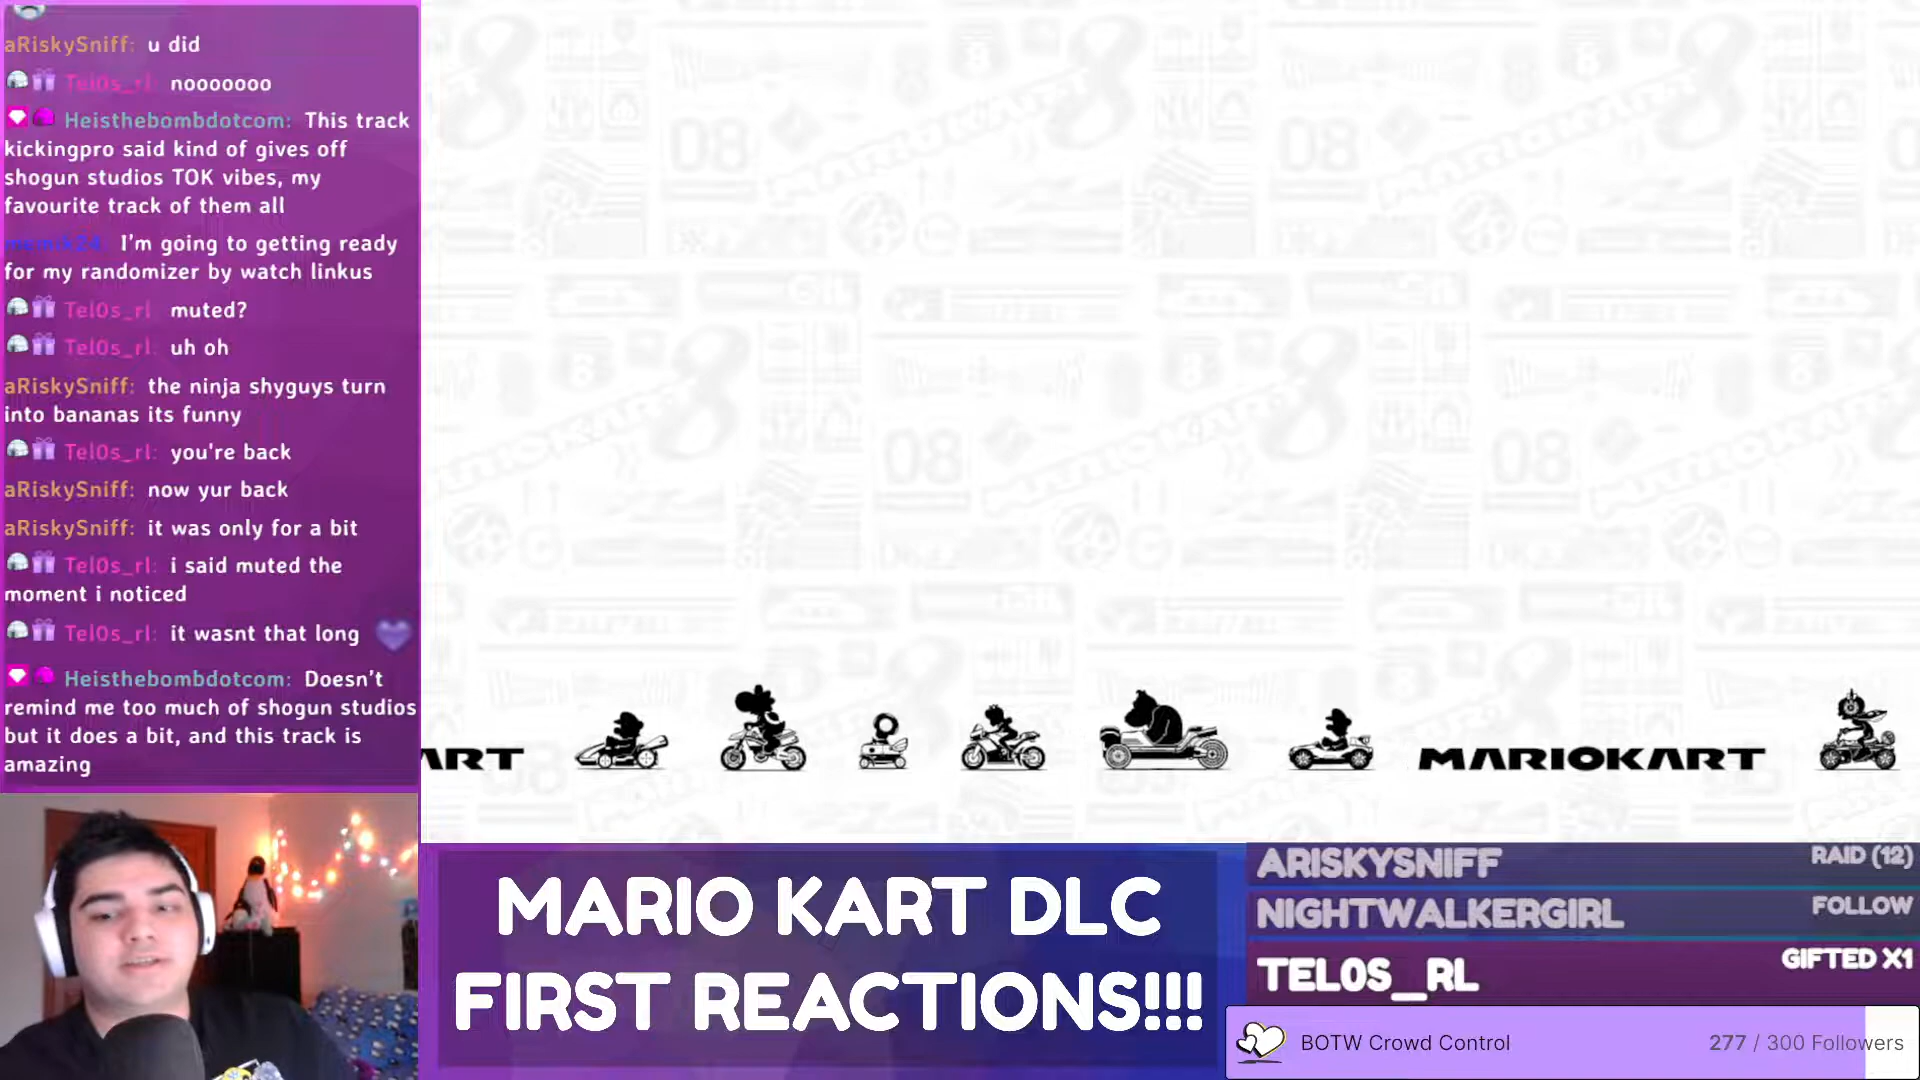 aRiskySniff: u did
Tel0s_rl: nooooooo
Heisthebombdotcom: This track
kickingpro said kind of gives off
shogun studios TOK vibes, my
favourite track of them all
I'm going to getting ready
for my randomizer by watch linkus
Tel0s_rl: muted?
Tel0s_rl: uh oh
aRiskySniff: the ninja shyguys turn
into bananas its funny
Tel0s_rl: you're back
aRiskySniff: now yur back
aRiskySniff: it was only for a bit
Tel0s_rl: i said muted the
moment i noticed
Tel0s_rl: it wasnt that long
Heisthebombdotcom: Doesn't
remind me too much of shogun studios
but it does a bit, and this track is
amazing
MARIOKART 8
08
ART
MARIOKART
MARIO KART DLC
FIRST REACTIONS!!!
ARISKYSNIFF RAID (12)
NIGHTWALKERGIRL FOLLOW
TEL0S_RL GIFTED X1
BOTW Crowd Control 277 / 300 Followers